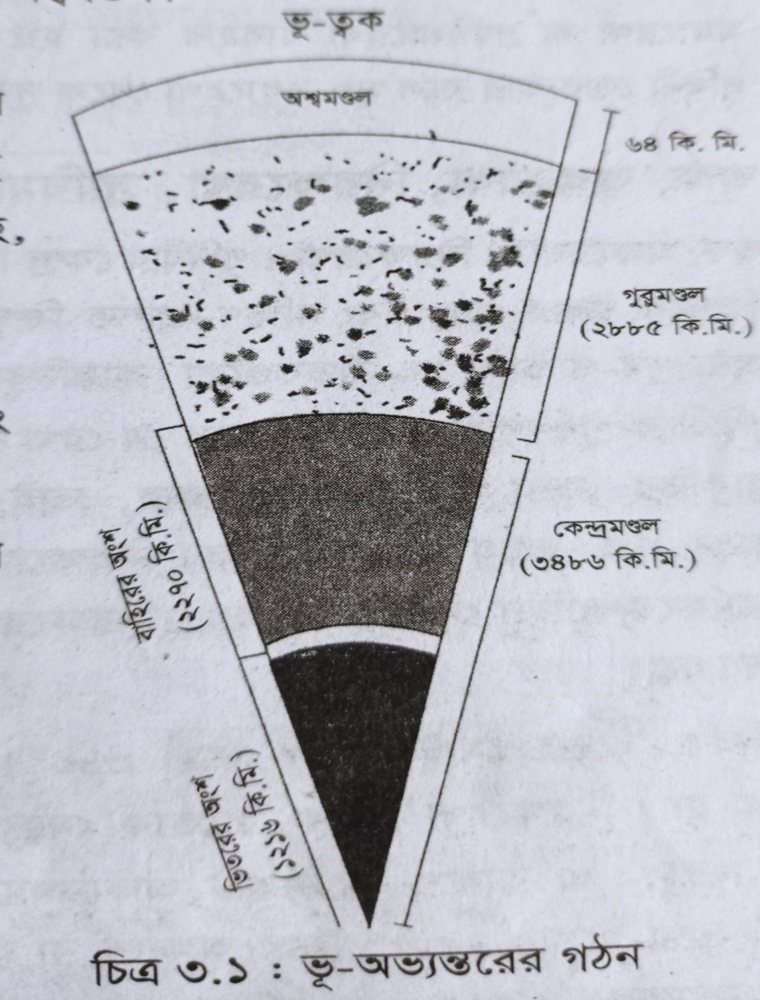 ভূ-ত্বক
অশ্বমণ্ডল
৬৪ কি. মি.
গুরুমণ্ডল
(২৮৮৫ কি.মি.)
কেন্দ্রমণ্ডল
(৩৪৮৬ কি.মি.)
বাহিরের অংশ
(২২৭০ কি.মি.)
ভিতরের অংশ
(১২১৬ কি.মি.)
চিত্র ৩.১ : ভূ-অভ্যন্তরের গঠন